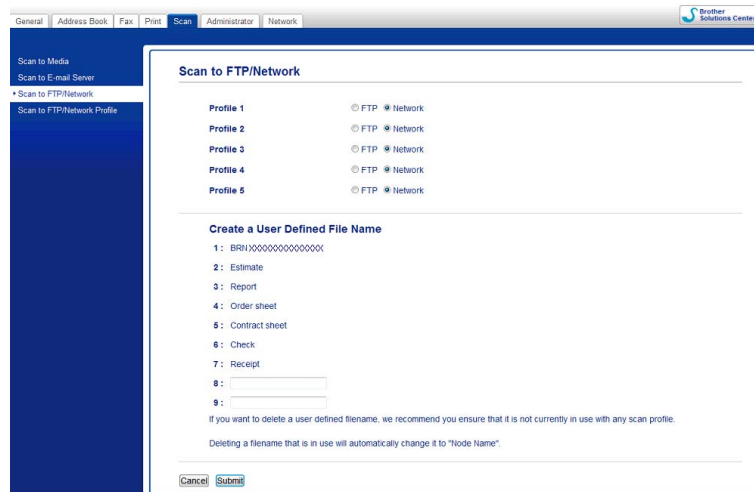 General Address Book Fax Print Scan Administrator Network
Brother
Solutions Center
Scan to Media
Scan to E-mail Server
Scan to FTP/Network
Scan to FTP/Network Profile
Scan to FTP/Network
Profile 1 FTP Network
Profile 2 FTP Network
Profile 3 FTP Network
Profile 4 FTP Network
Profile 5 FTP Network
Create a User Defined File Name
1 : BRNXXXXXXXXXXXXX
2 : Estimate
3 : Report
4 : Order sheet
5 : Contract sheet
6 : Check
7 : Receipt
8 :
9 :
If you want to delete a user defined filename, we recommend you ensure that it is not currently in use with any scan profile.
Deleting a filename that is in use will automatically change it to "Node Name".
Cancel Submit